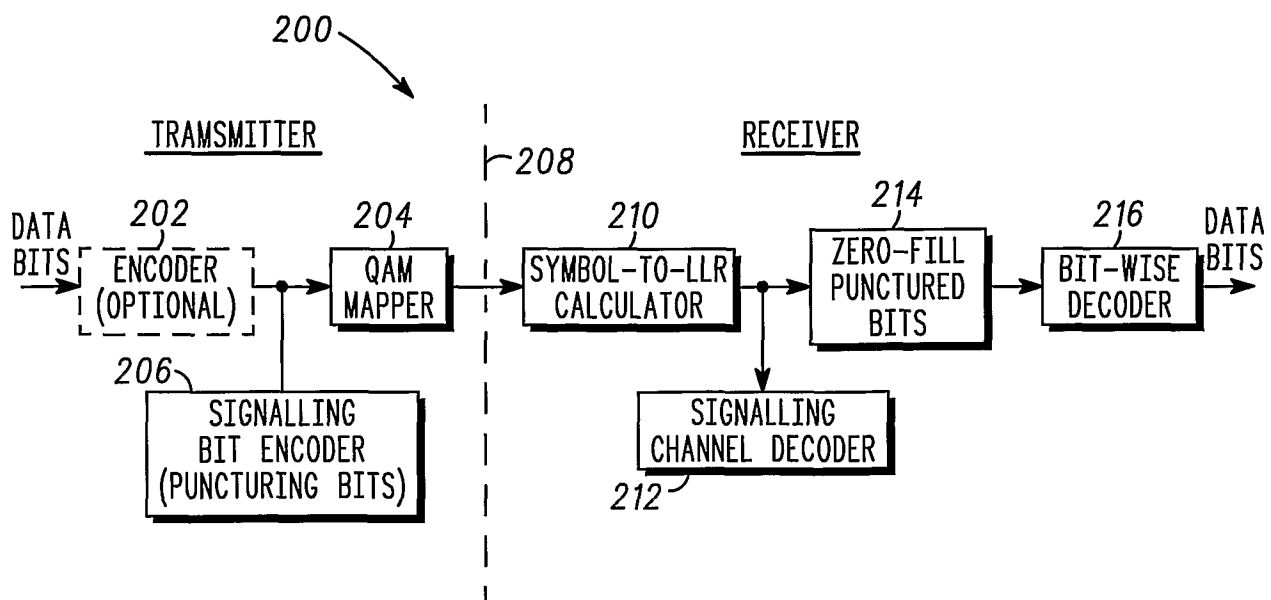 200
TRAMSMITTER
RECEIVER
208
DATA
BITS
202
ENCODER
(OPTIONAL)
204
QAM
MAPPER
206
SIGNALLING
BIT ENCODER
(PUNCTURING BITS)
210
SYMBOL-TO-LLR
CALCULATOR
SIGNALLING
CHANNEL DECODER
212
214
ZERO-FILL
PUNCTURED
BITS
216
BIT-WISE
DECODER
DATA
BITS